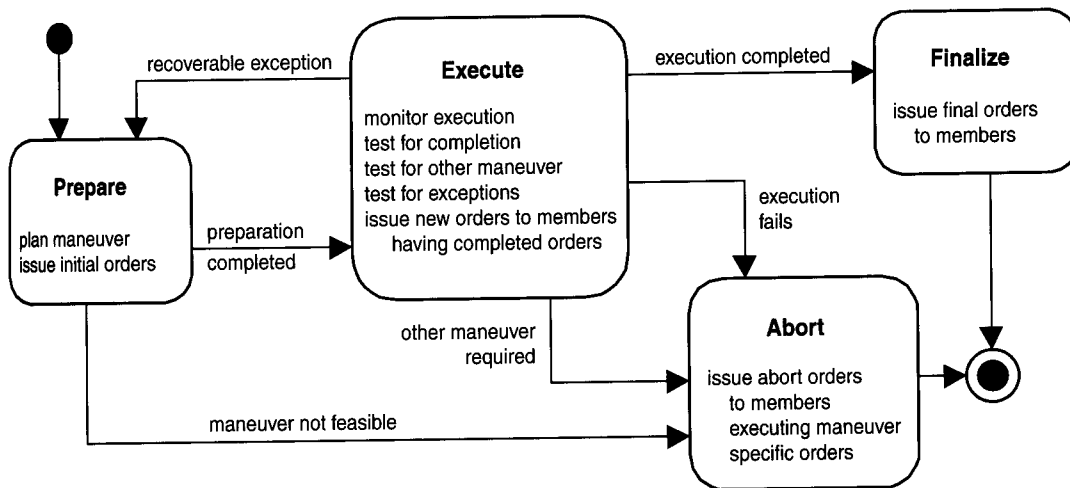 recoverable exception
Execute
monitor execution
test for completion
test for other maneuver
test for exceptions
issue new orders to members
having completed orders
execution completed
Finalize
issue final orders
to members
Prepare
plan maneuver
issue initial orders
preparation
completed
execution
fails
other maneuver
required
Abort
issue abort orders
to members
executing maneuver
specific orders
maneuver not feasible